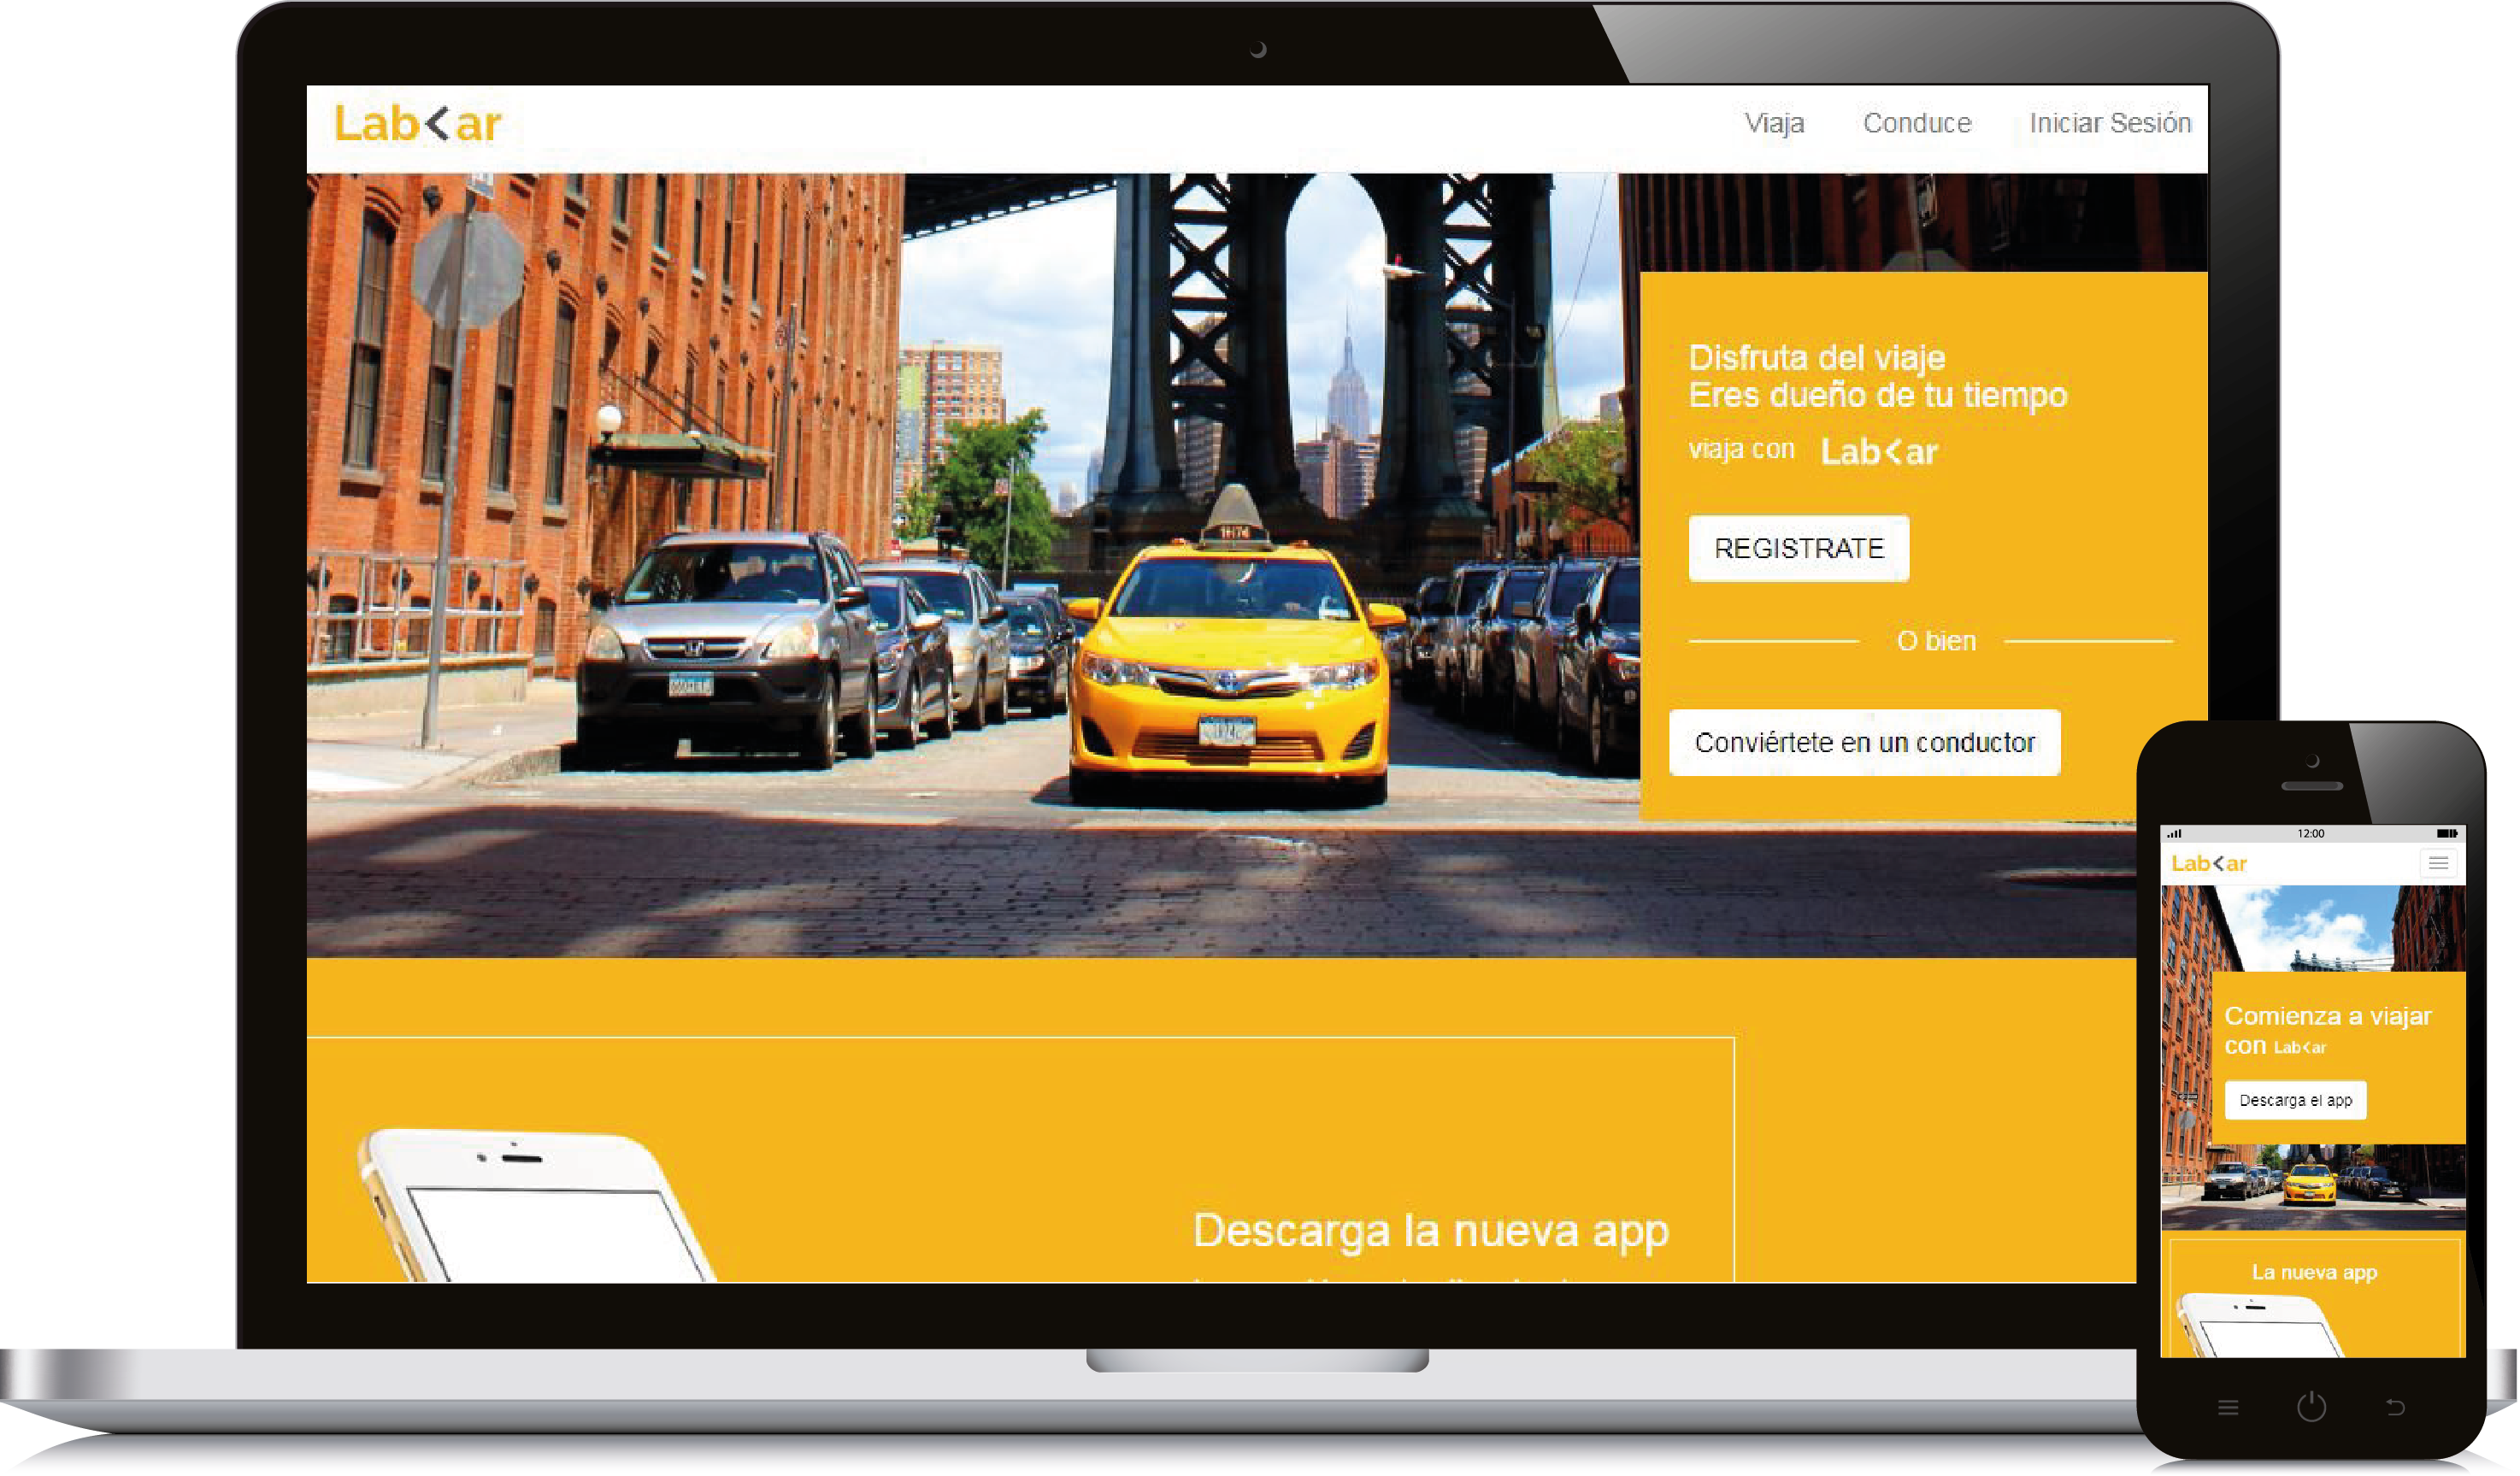 Lab<ar
Viaja Conduce Iniciar Sesión
Disfruta del viaje
Eres dueño de tu tiempo
viaja con Lab<ar
REGISTRATE
O bien
Conviértete en un conductor
Descarga la nueva app
12:00
Lab<ar
Comienza a viajar
con Lab<ar
Descarga el app
La nueva app